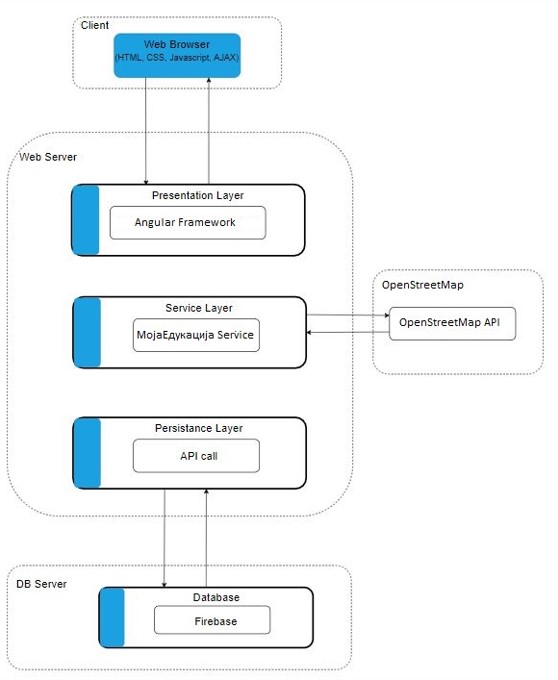 Client
Web Browser
(HTML, CSS, Javascript, AJAX)
Web Server
Presentation Layer
Angular Framework
Service Layer
МојаЕдукација Service
OpenStreetMap
OpenStreetMap API
Persistance Layer
API call
DB Server
Database
Firebase